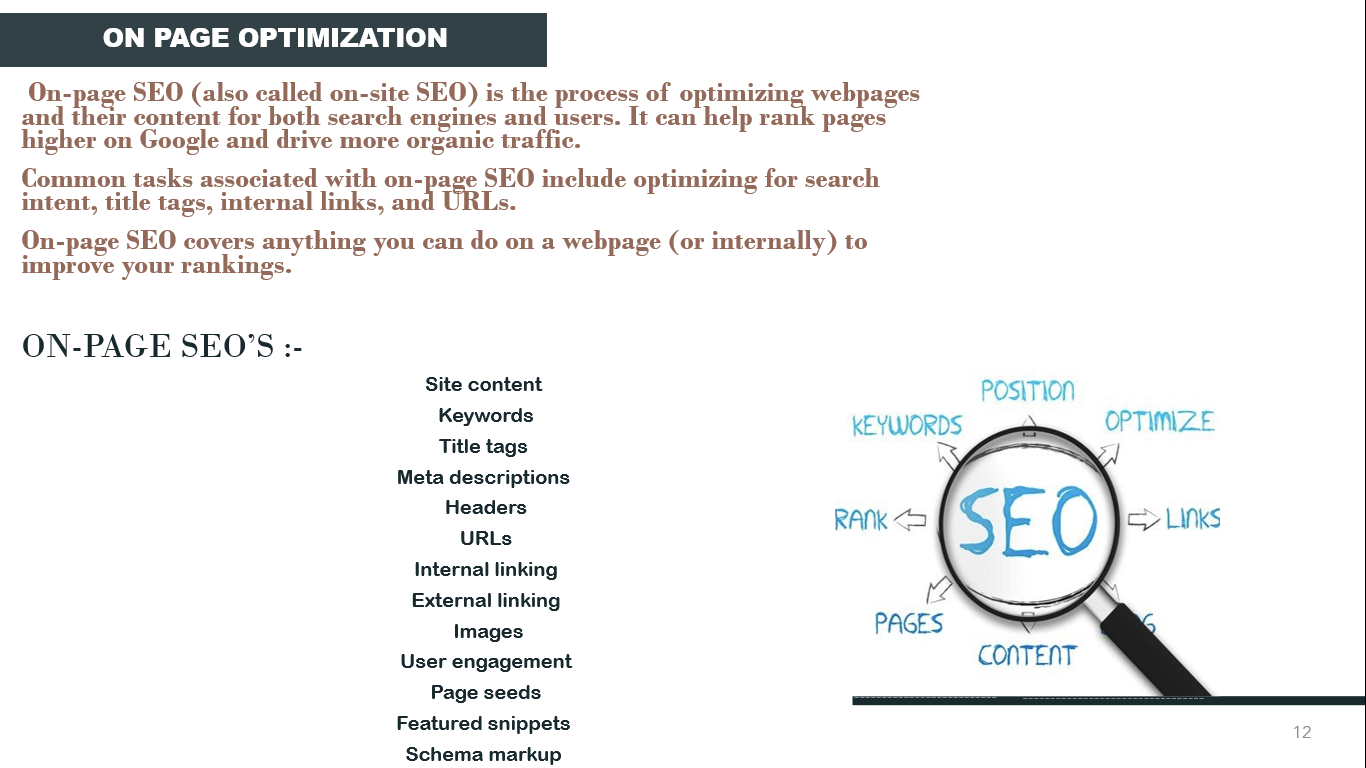 ON PAGE OPTIMIZATION
On-page SEO (also called on-site SEO) is the process of optimizing webpages
and their content for both search engines and users. It can help rank pages
higher on Google and drive more organic traffic.
Common tasks associated with on-page SEO include optimizing for search
intent, title tags, internal links, and URLs.
On-page SEO covers anything you can do on a webpage (or internally) to
improve your rankings.
ON-PAGE SEO’S :-
Site content
Keywords
Title tags
Meta descriptions
Headers
URLs
Internal linking
External linking
Images
User engagement
Page seeds
Featured snippets
Schema markup
POSITION
KEYWORDS
OPTIMIZE
SEO
RANK
LINKS
PAGES
CONTENT
12